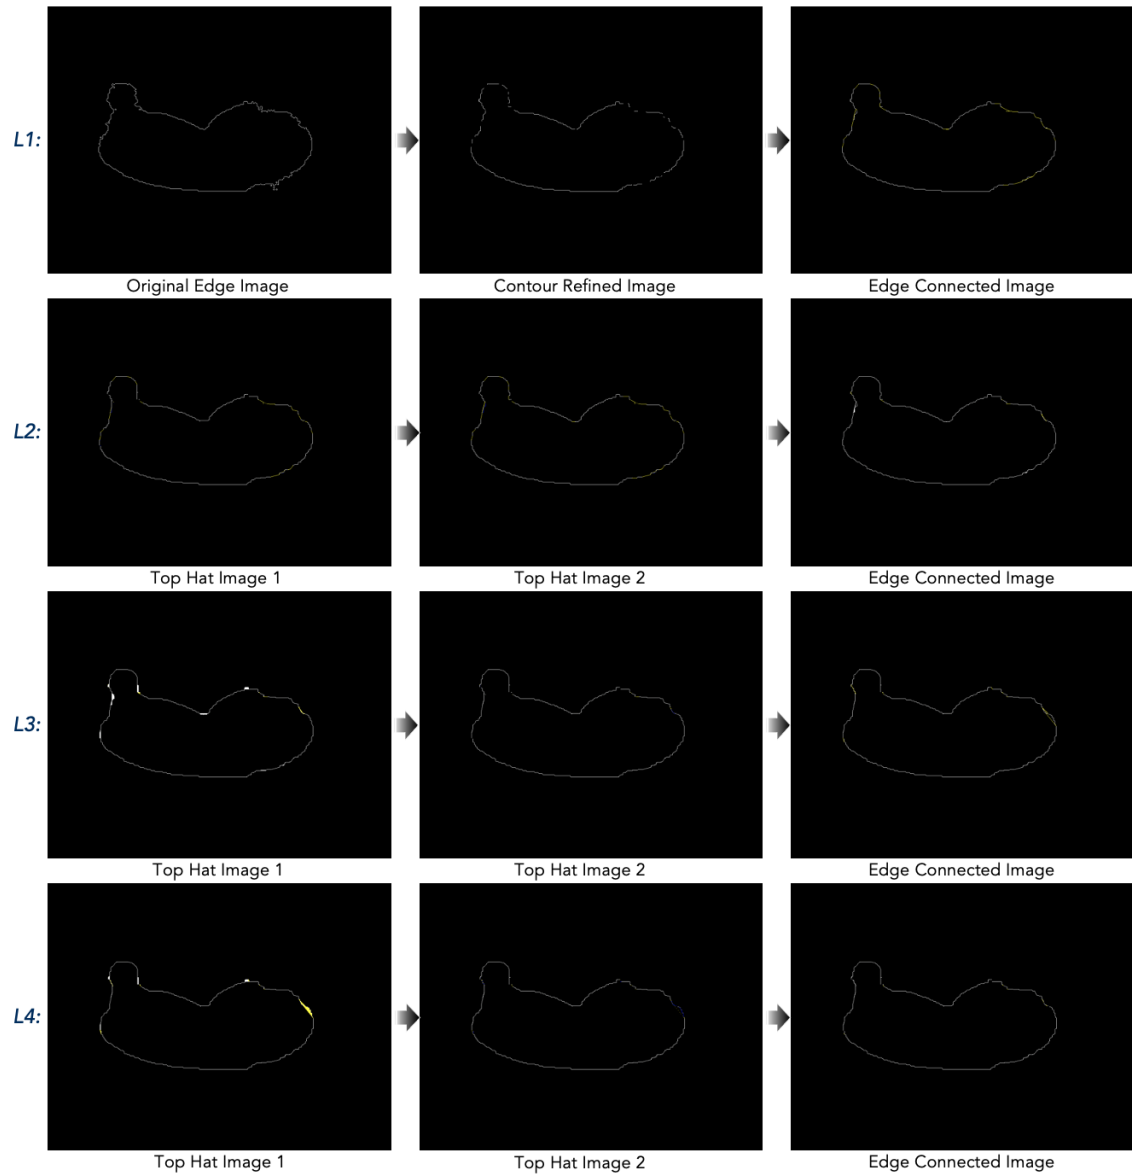 L1:
Original Edge Image
Contour Refined Image
Edge Connected Image
L2:
Top Hat Image 1
Top Hat Image 2
Edge Connected Image
L3:
Top Hat Image 1
Top Hat Image 2
Edge Connected Image
L4:
Top Hat Image 1
Top Hat Image 2
Edge Connected Image